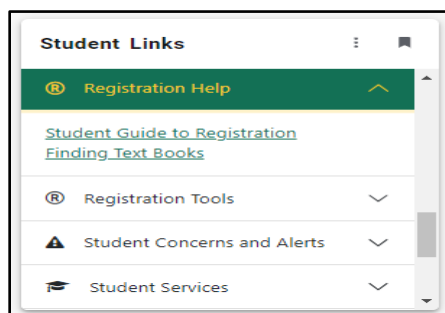 Student Links
® Registration Help
Student Guide to Registration
Finding Text Books
® Registration Tools
Student Concerns and Alerts
Student Services